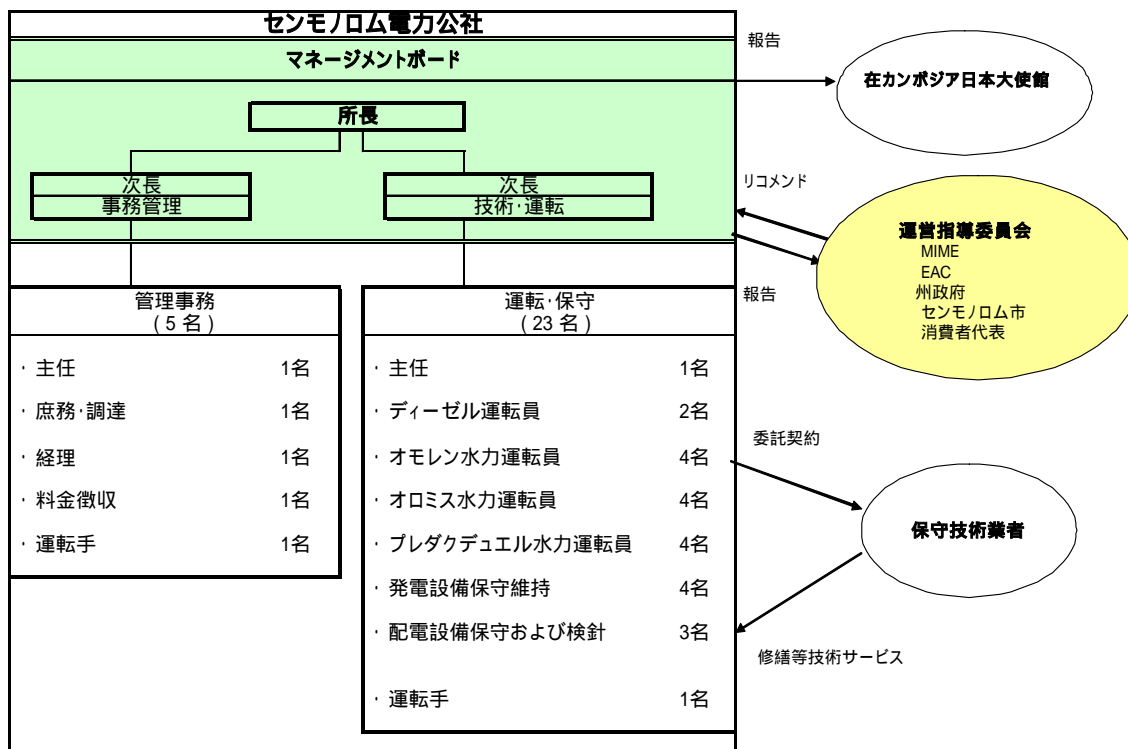 センモノロム電力公社
マネージメントボード
所長
次長
事務管理
次長
技術・運転
管理事務
(5名)
・主任 1名
・庶務・調達 1名
・経理 1名
・料金徴収 1名
・運転手 1名
運転・保守
(23名)
・主任 1名
・ディーゼル運転員 2名
・オモレン水力運転員 4名
・オロミス水力運転員 4名
・プレダクデュエル水力運転員 4名
・発電設備保守維持 4名
・配電設備保守および検針 3名
・運転手 1名
報告
在カンボジア日本大使館
リコメンド
報告
運営指導委員会
MIME
EAC
州政府
センモノロム市
消費者代表
委託契約
保守技術業者
修繕等技術サービス